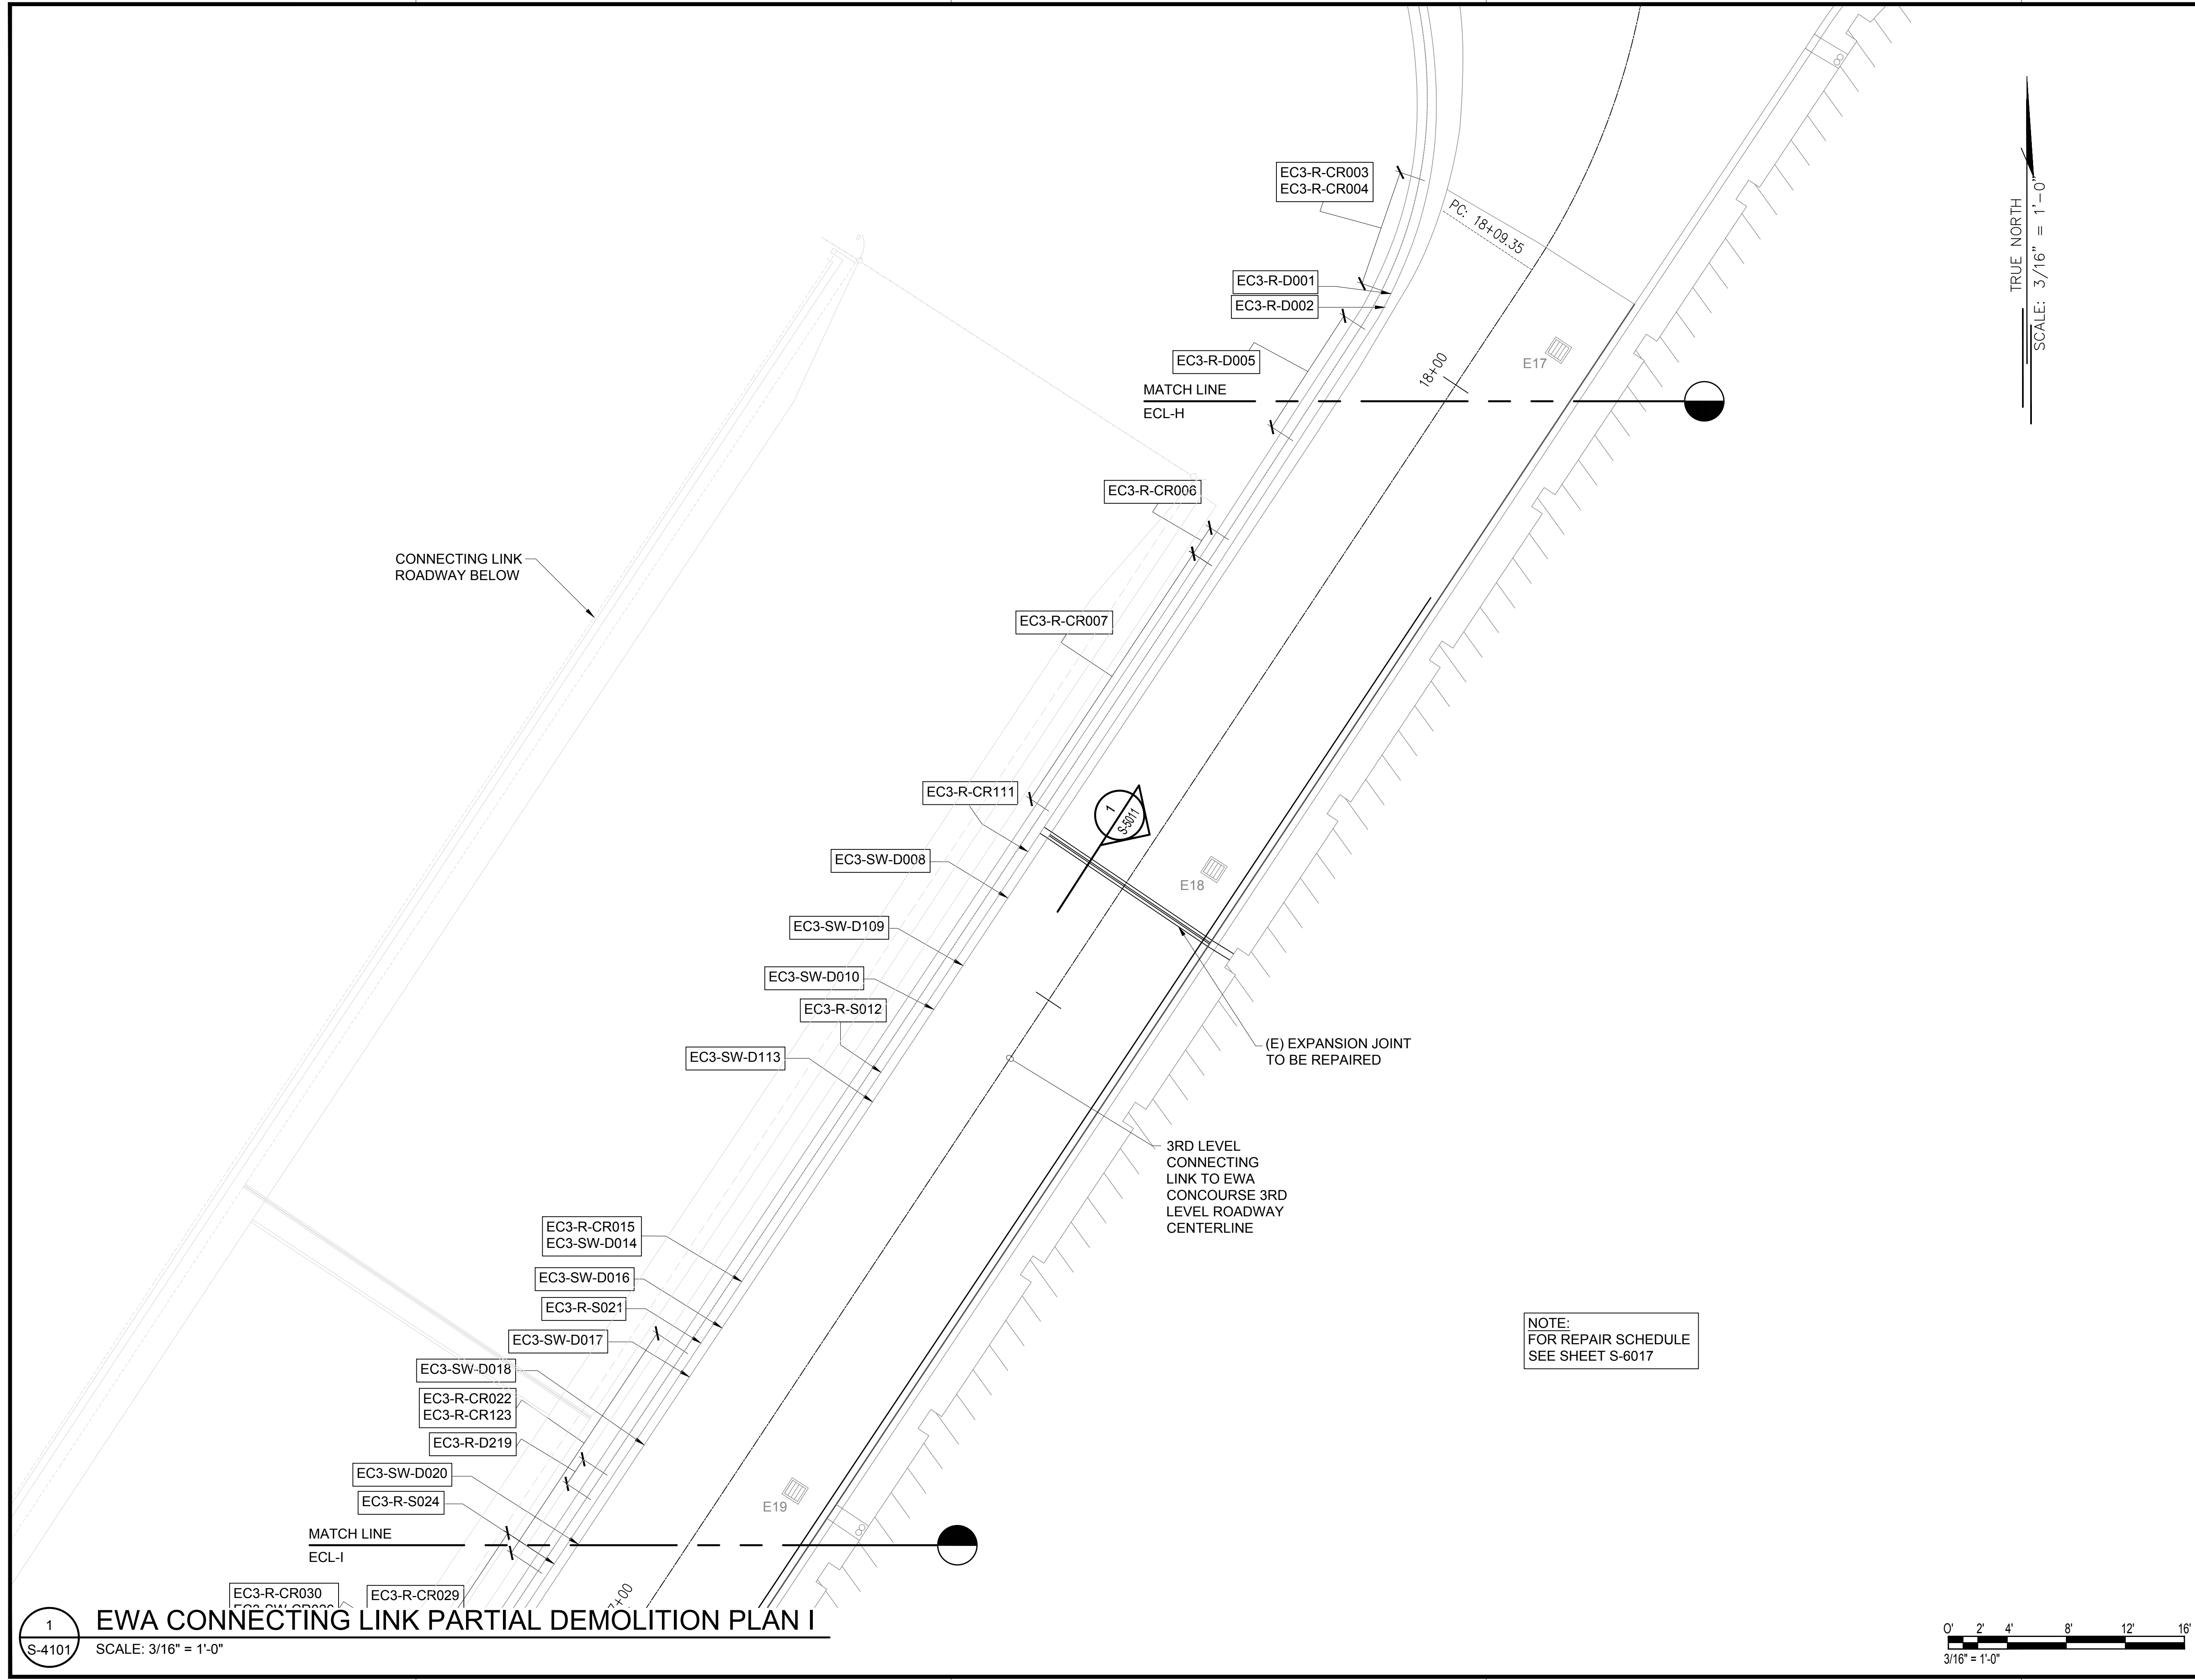 EC3-R-CR003
EC3-R-CR004
PC: 18+09.35
TRUE NORTH
SCALE: 3/16" = 1'-0"
EC3-R-D001
EC3-R-D002
EC3-R-D005
18+00
E17
MATCH LINE
ECL-H
EC3-R-CR006
CONNECTING LINK
ROADWAY BELOW
EC3-R-CR007
EC3-R-CR111
1
S-5011
EC3-SW-D008
E18
EC3-SW-D109
EC3-SW-D010
EC3-R-S012
EC3-SW-D113
(E) EXPANSION JOINT
TO BE REPAIRED
3RD LEVEL
CONNECTING
LINK TO EWA
CONCOURSE 3RD
LEVEL ROADWAY
CENTERLINE
EC3-R-CR015
EC3-SW-D014
EC3-SW-D016
EC3-R-S021
EC3-SW-D017
EC3-SW-D018
EC3-R-CR022
EC3-R-CR123
EC3-R-D219
EC3-SW-D020
EC3-R-S024
NOTE:
FOR REPAIR SCHEDULE
SEE SHEET S-6017
E19
MATCH LINE
ECL-I
EC3-R-CR030
EC3-R-CR029
1
S-4101
EWA CONNECTING LINK PARTIAL DEMOLITION PLAN I
SCALE: 3/16" = 1'-0"
0' 2' 4' 8' 12' 16'
3/16" = 1'-0"